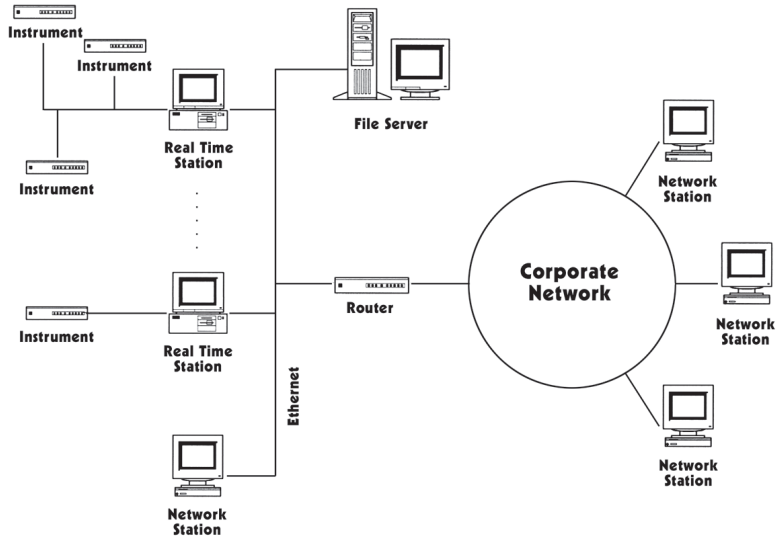 Instrument
Instrument
Real Time
Station
File Server
Instrument
Network
Station
Corporate
Network
Network
Station
Instrument
Real Time
Station
Router
Ethernet
Network
Station
Network
Station